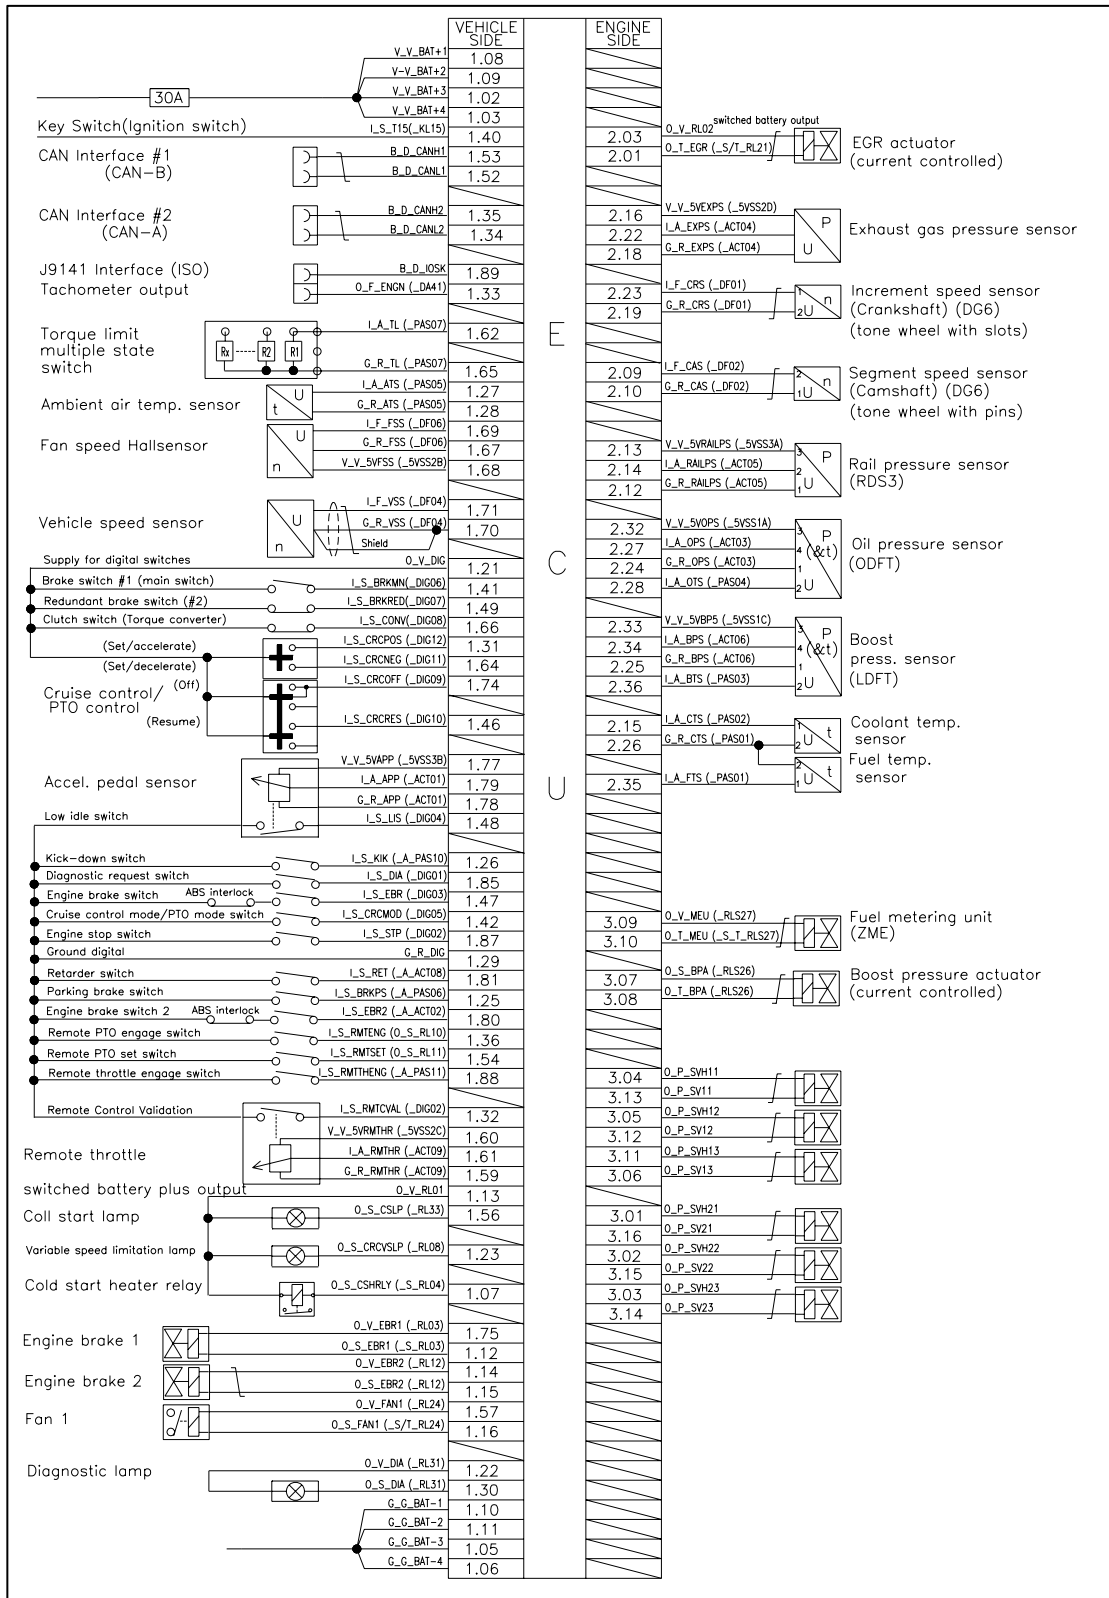 VEHICLE SIDE
ENGINE SIDE
E
C
U
V_V_BAT+1 1.08
V-V_BAT+2 1.09
30A
V_V_BAT+3 1.02
V_V_BAT+4 1.03
Key Switch(Ignition switch) I_S_T15(_KL15) 1.40
CAN Interface #1 B_D_CANH1 1.53
(CAN-B) B_D_CANL1 1.52
CAN Interface #2 B_D_CANH2 1.35
(CAN-A) B_D_CANL2 1.34
J9141 Interface (ISO) B_D_IOSK 1.89
Tachometer output O_F_ENGN (_DA41) 1.33
Torque limit
multiple state
switch
Rx R2 R1
I_A_TL (_PAS07) 1.62
G_R_TL (_PAS07) 1.65
Ambient air temp. sensor
U t
I_A_ATS (_PAS05) 1.27
G_R_ATS (_PAS05) 1.28
Fan speed Hallsensor
U n
I_F_FSS (_DF06) 1.69
G_R_FSS (_DF06) 1.67
V_V_5VFSS (_5VSS2B) 1.68
Vehicle speed sensor
U n
I_F_VSS (_DF04) 1.71
G_R_VSS (_DF04) 1.70
Shield
Supply for digital switches O_V_DIG 1.21
Brake switch #1 (main switch) I_S_BRKMN(_DIG06) 1.41
Redundant brake switch (#2) I_S_BRKRED(_DIG07) 1.49
Clutch switch (Torque converter) I_S_CONV(_DIG08) 1.66
(Set/accelerate) I_S_CRCPOS (_DIG12) 1.31
(Set/decelerate) I_S_CRCNEG (_DIG11) 1.64
(Off) I_S_CRCOFF (_DIG09) 1.74
Cruise control/
PTO control
(Resume) I_S_CRCRES (_DIG10) 1.46
V_V_5VAPP (_5VSS3B) 1.77
Accel. pedal sensor I_A_APP (_ACT01) 1.79
G_R_APP (_ACT01) 1.78
Low idle switch I_S_LIS (_DIG04) 1.48
Kick-down switch I_S_KIK (_A_PAS10) 1.26
Diagnostic request switch I_S_DIA (_DIG01) 1.85
Engine brake switch ABS interlock I_S_EBR (_DIG03) 1.47
Cruise control mode/PTO mode switch I_S_CRCMOD (_DIG05) 1.42
Engine stop switch I_S_STP (_DIG02) 1.87
Ground digital G_R_DIG 1.29
Retarder switch I_S_RET (_A_ACT08) 1.81
Parking brake switch I_S_BRKPS (_A_PAS06) 1.25
Engine brake switch 2 ABS interlock I_S_EBR2 (_A_ACT02) 1.80
Remote PTO engage switch I_S_RMTENG (O_S_RL10) 1.36
Remote PTO set switch I_S_RMTSET (O_S_RL11) 1.54
Remote throttle engage switch I_S_RMTTHENG (_A_PAS11) 1.88
Remote Control Validation I_S_RMTCVAL (_DIG02) 1.32
V_V_5VRMTHR (_5VSS2C) 1.60
Remote throttle I_A_RMTHR (_ACT09) 1.61
G_R_RMTHR (_ACT09) 1.59
switched battery plus output O_V_RL01 1.13
Coll start lamp O_S_CSLP (_RL33) 1.56
Variable speed limitation lamp O_S_CRCVSLP (_RL08) 1.23
Cold start heater relay O_S_CSHRLY (_S_RL04) 1.07
Engine brake 1 O_V_EBR1 (_RL03) 1.75
O_S_EBR1 (_S_RL03) 1.12
Engine brake 2 O_V_EBR2 (_RL12) 1.14
O_S_EBR2 (_RL12) 1.15
Fan 1 O_V_FAN1 (_RL24) 1.57
O_S_FAN1 (_S/T_RL24) 1.16
Diagnostic lamp O_V_DIA (_RL31) 1.22
O_S_DIA (_RL31) 1.30
G_G_BAT-1 1.10
G_G_BAT-2 1.11
G_G_BAT-3 1.05
G_G_BAT-4 1.06
switched battery output
2.03 O_V_RL02
2.01 O_T_EGR (_S/T_RL21)
EGR actuator
(current controlled)
2.16 V_V_5VEXPS (_5VSS2D)
2.22 I_A_EXPS (_ACT04)
2.18 G_R_EXPS (_ACT04)
P U
Exhaust gas pressure sensor
2.23 I_F_CRS (_DF01)
2.19 G_R_CRS (_DF01)
1 2 U n
Increment speed sensor
(Crankshaft) (DG6)
(tone wheel with slots)
2.09 I_F_CAS (_DF02)
2.10 G_R_CAS (_DF02)
2 1 U n
Segment speed sensor
(Camshaft) (DG6)
(tone wheel with pins)
2.13 V_V_5VRAILPS (_5VSS3A)
2.14 I_A_RAILPS (_ACT05)
2.12 G_R_RAILPS (_ACT05)
3 2 1 P U
Rail pressure sensor
(RDS3)
2.32 V_V_5VOPS (_5VSS1A)
2.27 I_A_OPS (_ACT03)
2.24 G_R_OPS (_ACT03)
2.28 I_A_OTS (_PAS04)
3 4 1 2 P (&t) U
Oil pressure sensor
(ODFT)
2.33 V_V_5VBP5 (_5VSS1C)
2.34 I_A_BPS (_ACT06)
2.25 G_R_BPS (_ACT06)
2.36 I_A_BTS (_PAS03)
3 4 1 2 P (&t) U
Boost
press. sensor
(LDFT)
2.15 I_A_CTS (_PAS02)
2.26 G_R_CTS (_PAS01)
1 2 U t
Coolant temp.
sensor
2.35 I_A_FTS (_PAS01)
2 1 U t
Fuel temp.
sensor
3.09 O_V_MEU (_RLS27)
3.10 O_T_MEU (_S_T_RLS27)
Fuel metering unit
(ZME)
3.07 O_S_BPA (_RLS26)
3.08 O_T_BPA (_RLS26)
Boost pressure actuator
(current controlled)
3.04 O_P_SVH11
3.13 O_P_SV11
3.05 O_P_SVH12
3.12 O_P_SV12
3.11 O_P_SVH13
3.06 O_P_SV13
3.01 O_P_SVH21
3.16 O_P_SV21
3.02 O_P_SVH22
3.15 O_P_SV22
3.03 O_P_SVH23
3.14 O_P_SV23